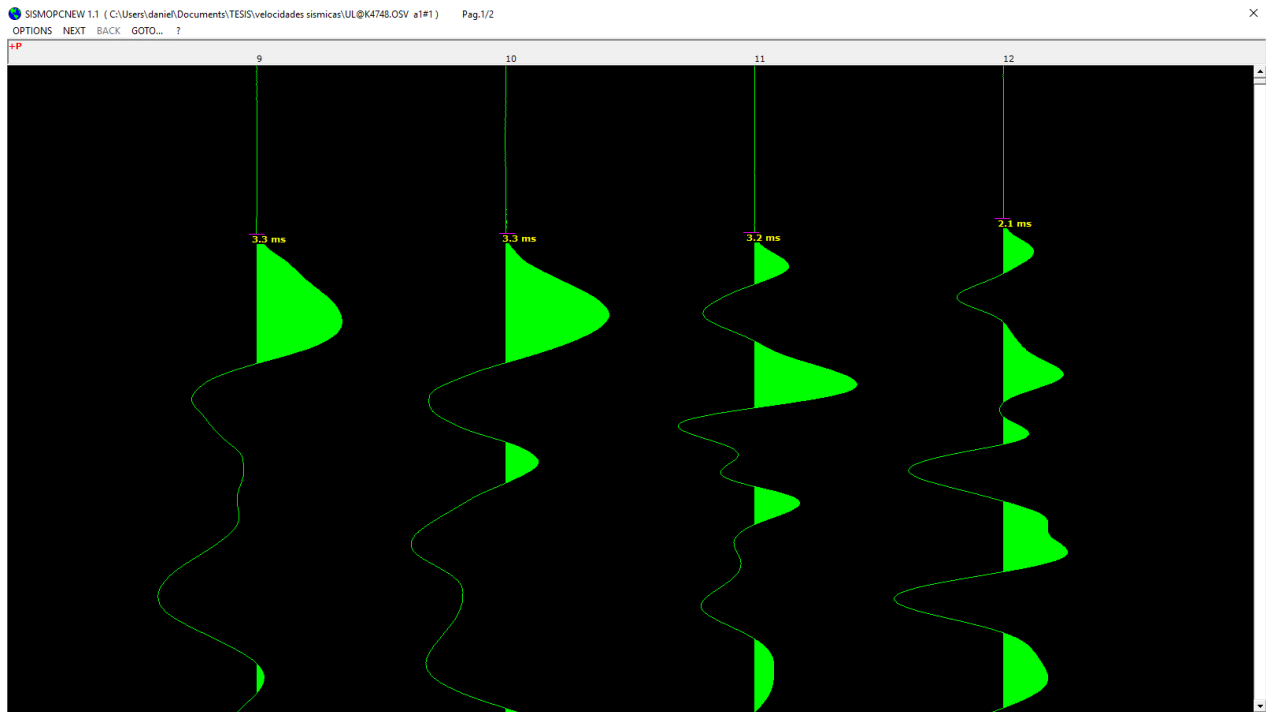 SISMOPCNEW 1.1 ( C:\Users\daniel\Documents\TESIS\velocidades sismicas\UL@K4748.OSV a1#1 ) Pag.1/2
OPTIONS NEXT BACK GOTO... ?
+P
9 10 11 12
3.3 ms 3.3 ms 3.2 ms 2.1 ms